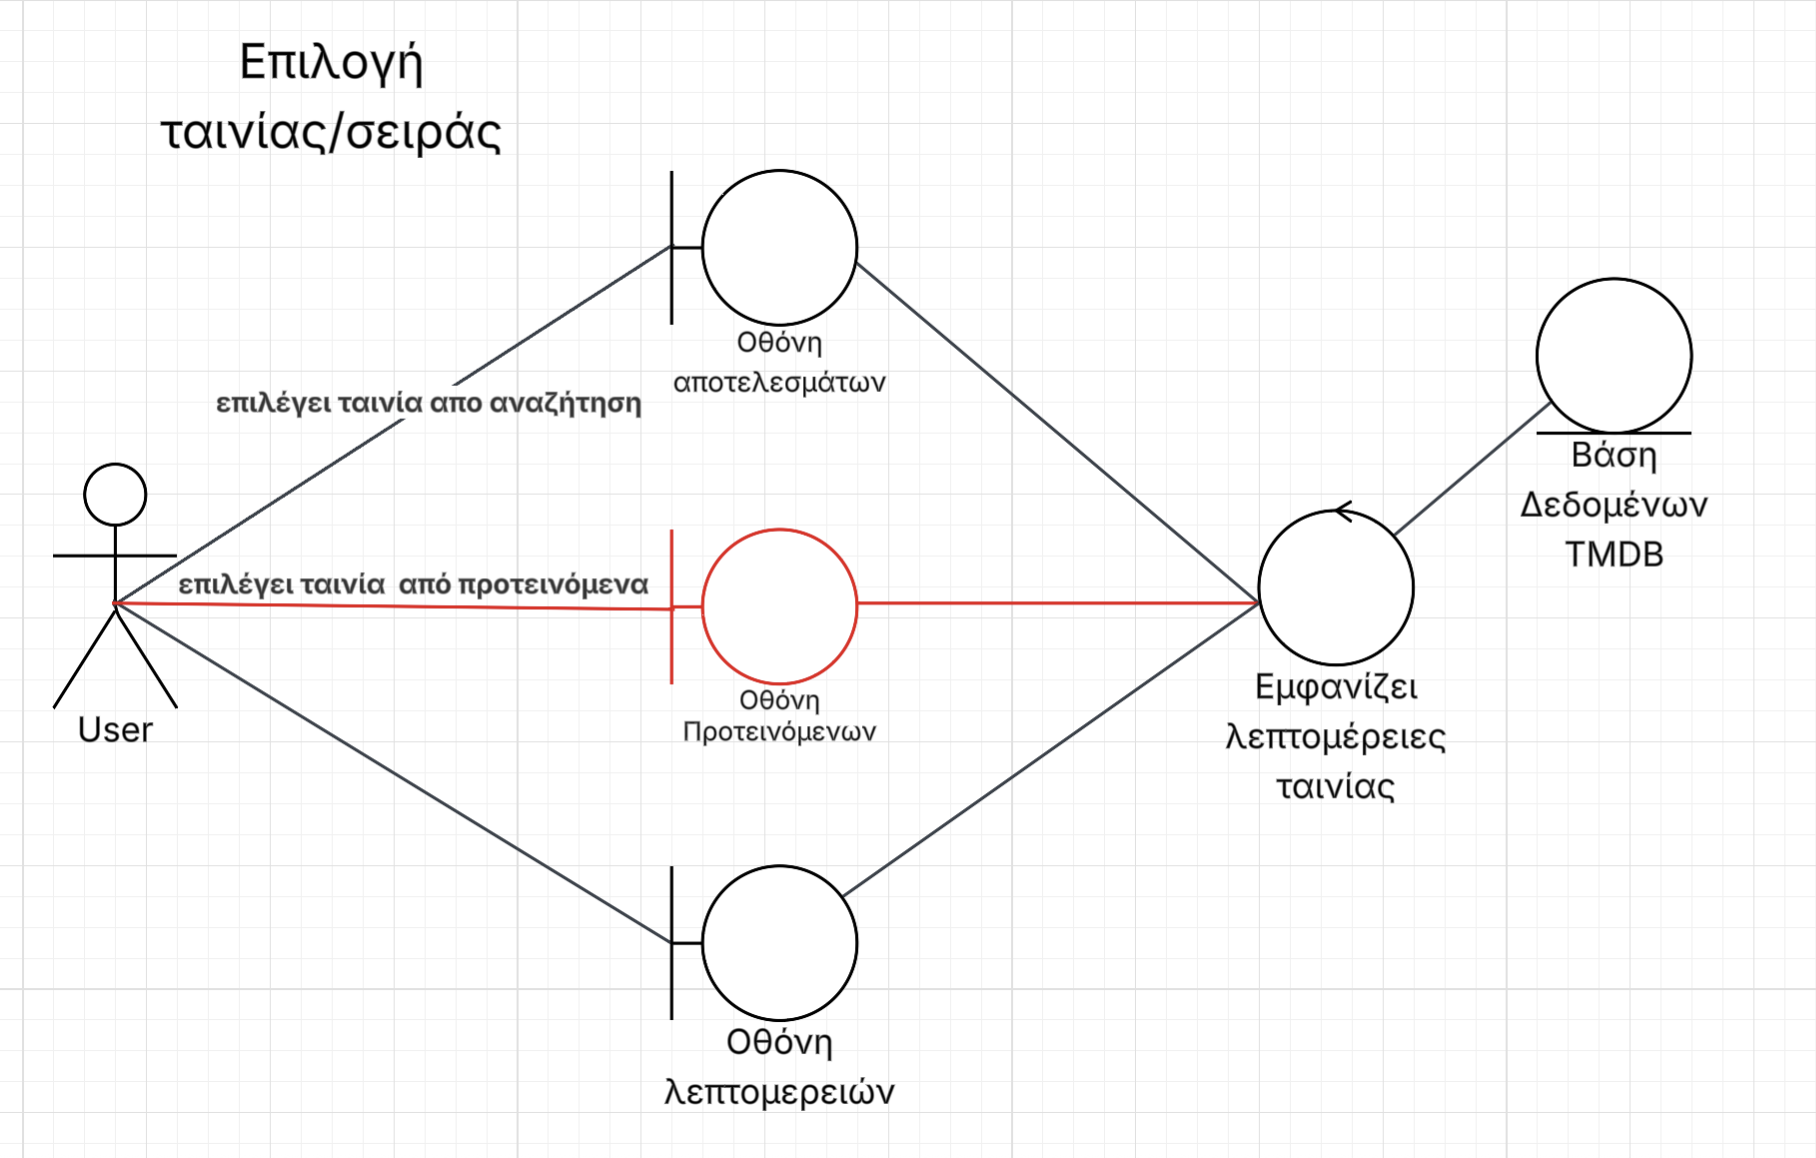 Επιλογή
ταινίας/σειράς
Οθόνη
αποτελεσμάτων
επιλέγει ταινία απο αναζήτηση
Βάση
Δεδομένων
TMDB
επιλέγει ταινία  από προτεινόμενα
Οθόνη
Προτεινόμενων
User
Εμφανίζει
λεπτομέρειες
ταινίας
Οθόνη
λεπτομερειών